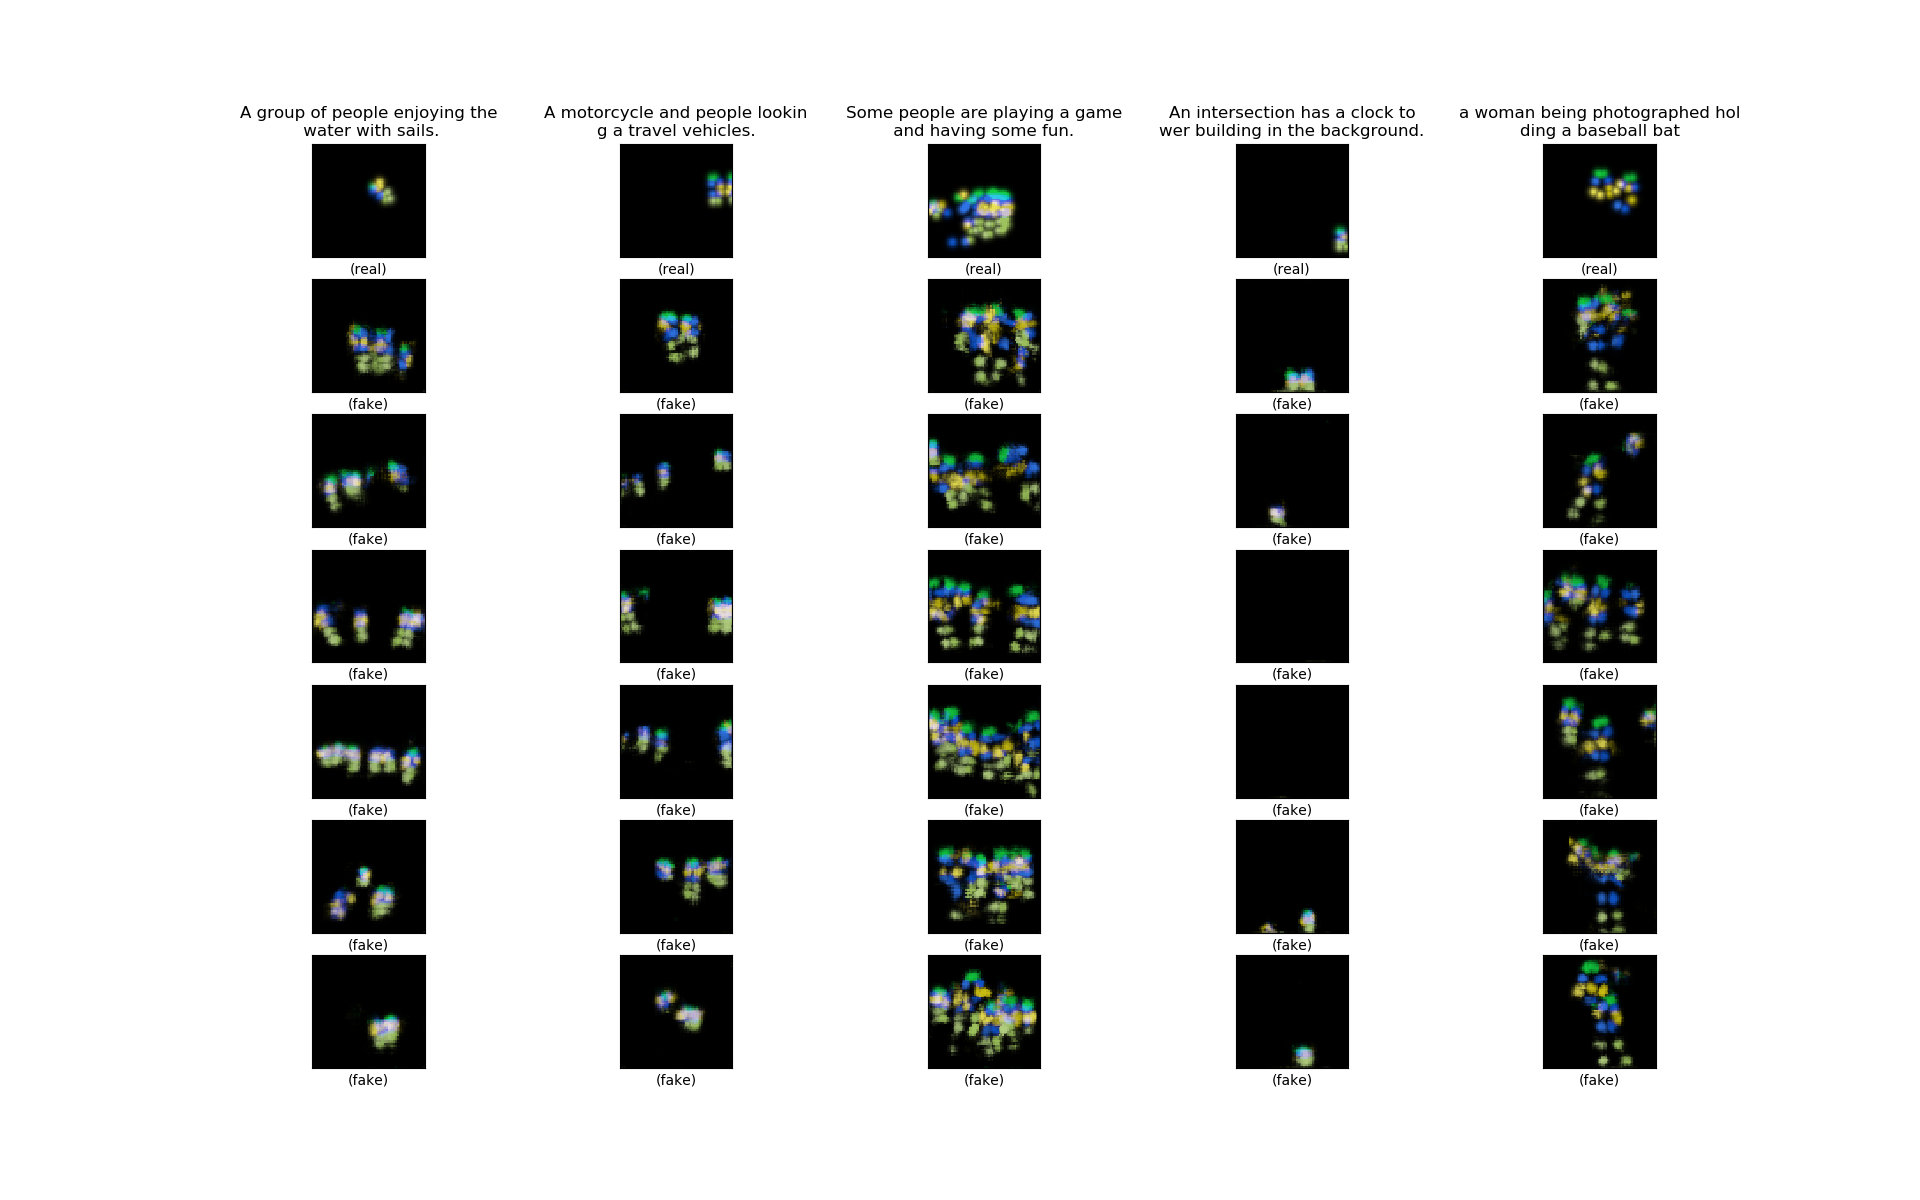 A group of people enjoying the
water with sails.
A motorcycle and people lookin
g a travel vehicles.
Some people are playing a game
and having some fun.
An intersection has a clock to
wer building in the background.
a woman being photographed hol
ding a baseball bat
(real) (real) (real) (real) (real)
(fake) (fake) (fake) (fake) (fake)
(fake) (fake) (fake) (fake) (fake)
(fake) (fake) (fake) (fake) (fake)
(fake) (fake) (fake) (fake) (fake)
(fake) (fake) (fake) (fake) (fake)
(fake) (fake) (fake) (fake) (fake)